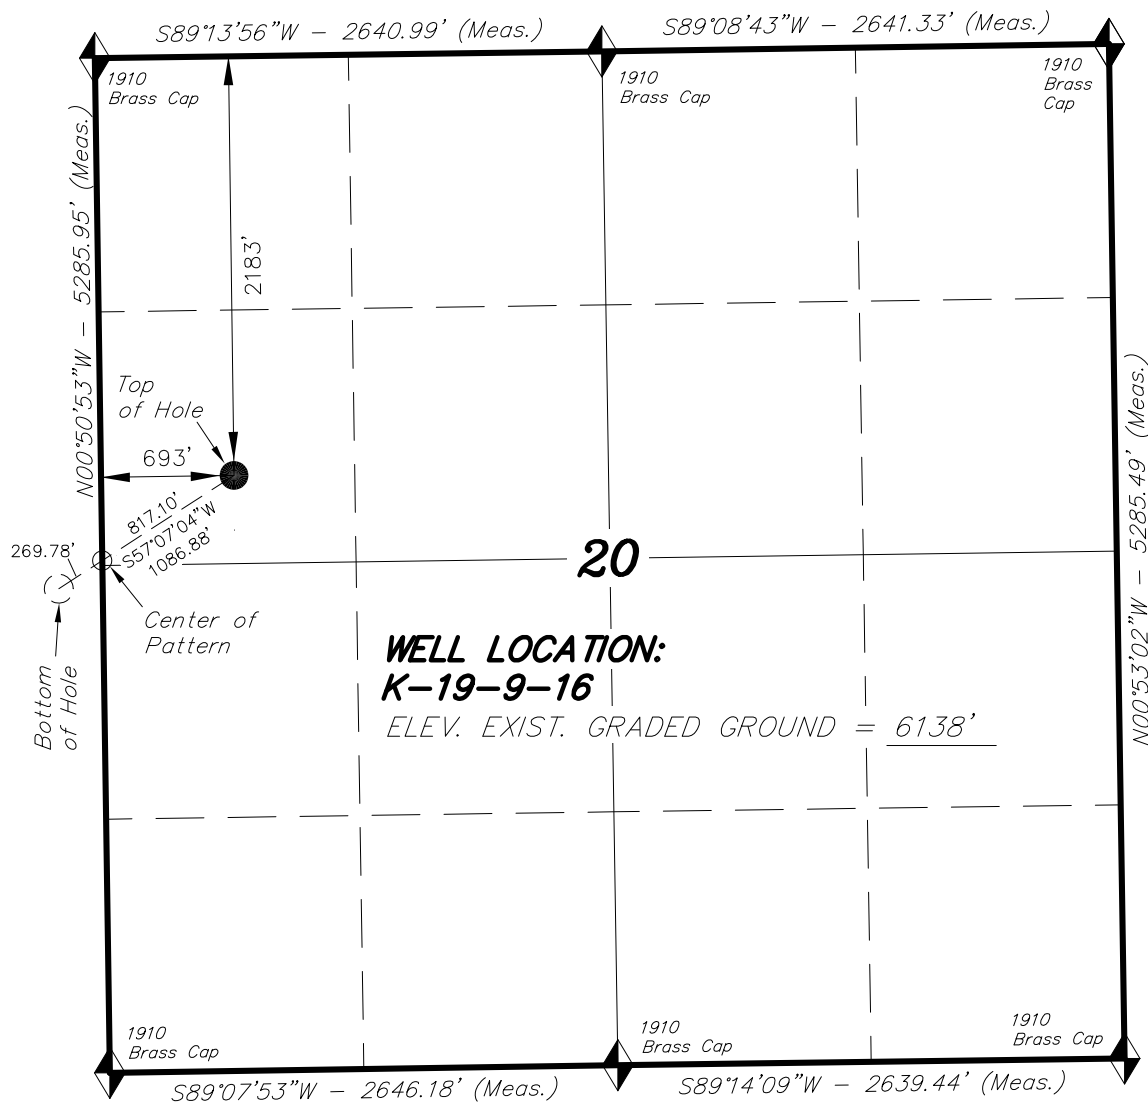 S89°13'56"W - 2640.99' (Meas.)
S89°08'43"W - 2641.33' (Meas.)
1910
Brass Cap
1910
Brass Cap
1910
Brass
Cap
N00°50'53"W - 5285.95' (Meas.)
2183'
Top
of Hole
693'
817.10'
S57°07'04"W
1086.88'
269.78'
Center of
Pattern
Bottom
of Hole
20
WELL LOCATION:
K-19-9-16
ELEV. EXIST. GRADED GROUND = 6138'
N00°53'02"W - 5285.49' (Meas.)
1910
Brass Cap
1910
Brass Cap
1910
Brass Cap
S89°07'53"W - 2646.18' (Meas.)
S89°14'09"W - 2639.44' (Meas.)